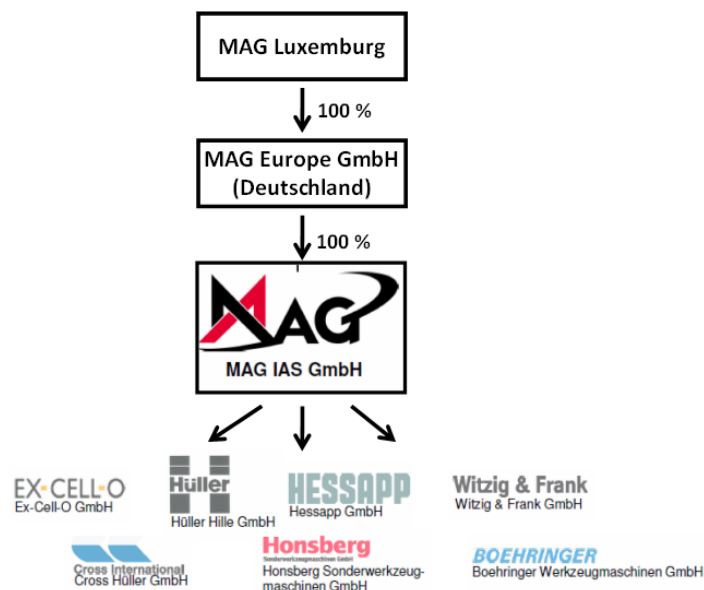 MAG Luxemburg
100 %
MAG Europe GmbH
(Deutschland)
100 %
MAG
MAG IAS GmbH
EX-CELL-O
Ex-Cell-O GmbH
Hüller
H
Hüller Hille GmbH
HESSAPP
Hessapp GmbH
Witzig & Frank
Witzig & Frank GmbH
Cross International
Cross Hüller GmbH
Honsberg
Sonderwerkzeugmaschinen GmbH
Honsberg Sonderwerkzeug-
maschinen GmbH
BOEHRINGER
Boehringer Werkzeugmaschinen GmbH